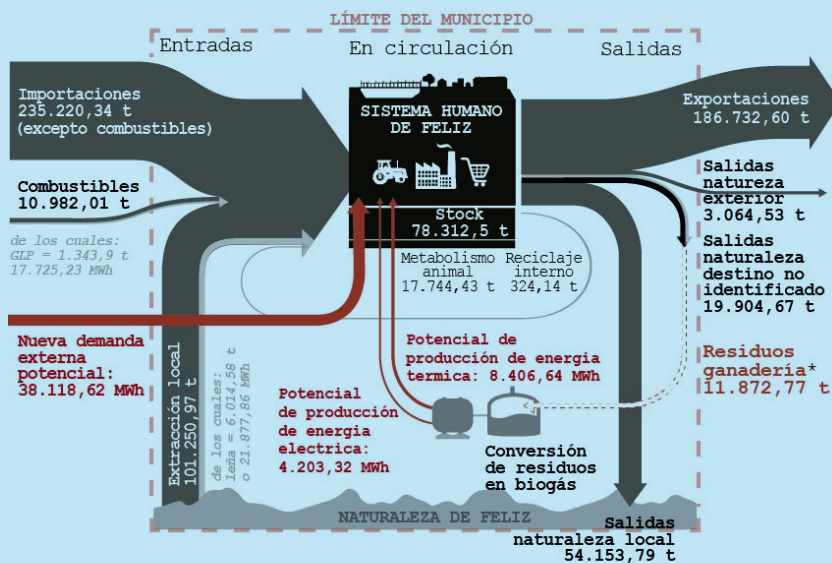 LÍMITE DEL MUNICIPIO
Entradas
En circulación
Salidas
Importaciones
235.220,34 t
(excepto combustibles)
SISTEMA HUMANO
DE FELIZ
Exportaciones
186.732,60 t
Combustibles
10.982,01 t
de los cuales:
GLP = 1.343,9 t
17.725,23 MWh
Stock
78.312,5 t
Metabolismo
animal
17.744,43 t
Reciclaje
interno
324,14 t
Salidas
natureza
exterior
3.064,53 t
Salidas
naturaleza
destino no
identificado
19.904,67 t
Nueva demanda
externa
potencial:
38.118,62 MWh
Extracción local
101.250,97 t
de los cuales:
leña = 6.014,58 t
o 21.877,86 MWh
Potencial de
producción de energia
termica: 8.406,64 MWh
Potencial
de producción
de energia
electrica:
4.203,32 MWh
Residuos
ganadería*
11.872,77 t
Conversión
de residuos
en biogás
NATURALEZA DE FELIZ
Salidas
naturaleza local
54.153,79 t